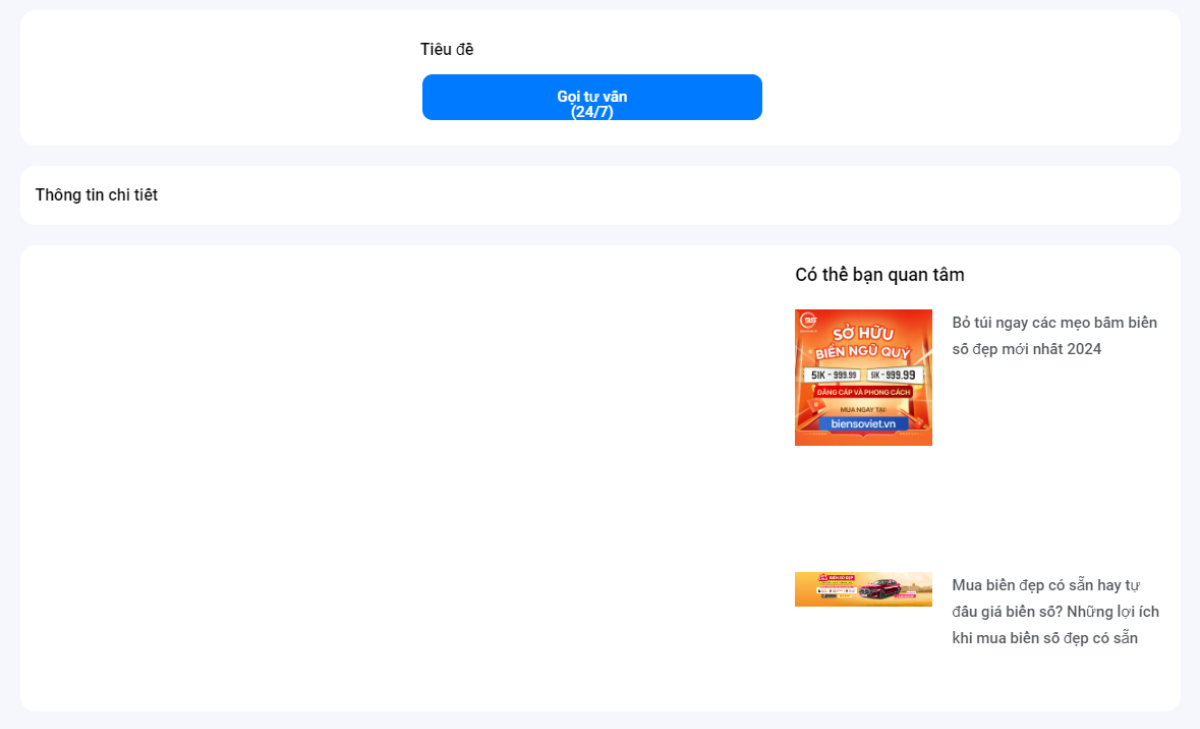 Tiêu đề
Gọi tư vấn
(24/7)
Thông tin chi tiết
Có thể bạn quan tâm
SỞ HỮU
BIỂN NGŨ QUÝ
51K - 999.99 51K - 999.99
ĐẲNG CẤP VÀ PHONG CÁCH
MUA NGAY TẠI
biensoviet.vn
Bỏ túi ngay các mẹo bấm biển
số đẹp mới nhất 2024
Mua biển đẹp có sẵn hay tự
đấu giá biển số? Những lợi ích
khi mua biển số đẹp có sẵn